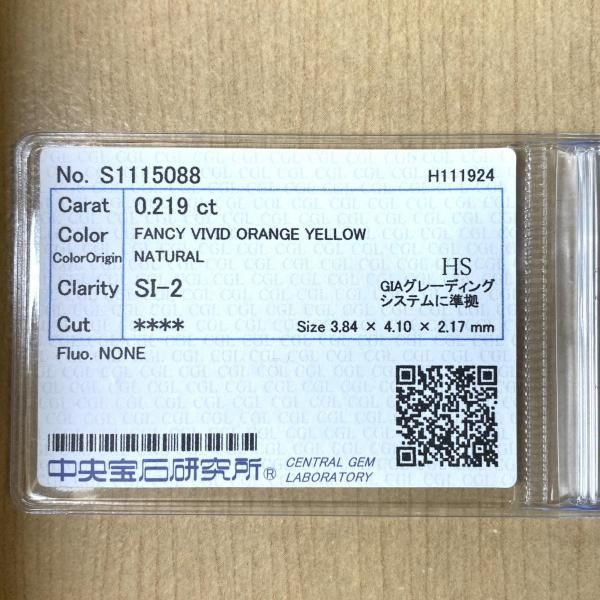 No. S1115088 H111924
Carat 0.219 ct
Color FANCY VIVID ORANGE YELLOW
ColorOrigin NATURAL
Clarity SI-2 HS
GIAグレーディング
システムに準拠
Cut **** Size 3.84 × 4.10 × 2.17 mm
Fluo. NONE
中央宝石研究所® CENTRAL GEM
LABORATORY